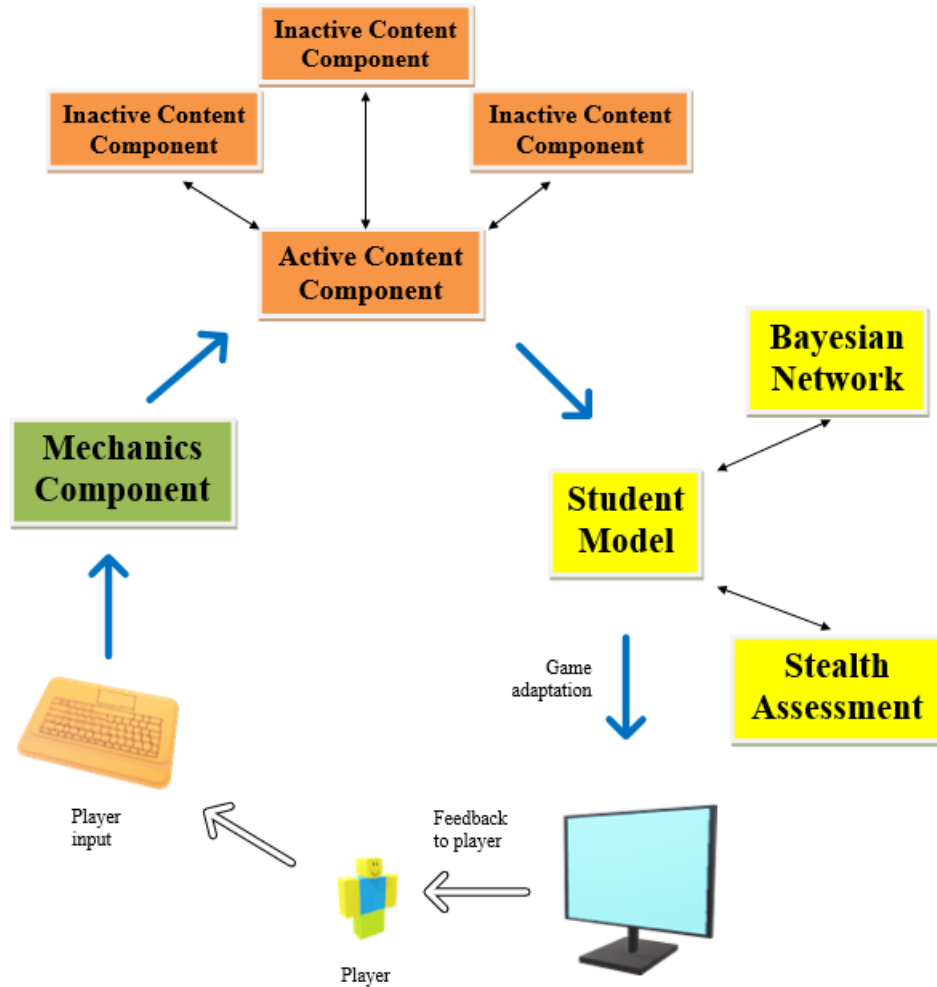 Inactive Content
Component
Inactive Content
Component
Inactive Content
Component
Active Content
Component
Bayesian
Network
Mechanics
Component
Student
Model
Stealth
Assessment
Game
adaptation
Player
input
Feedback
to player
Player